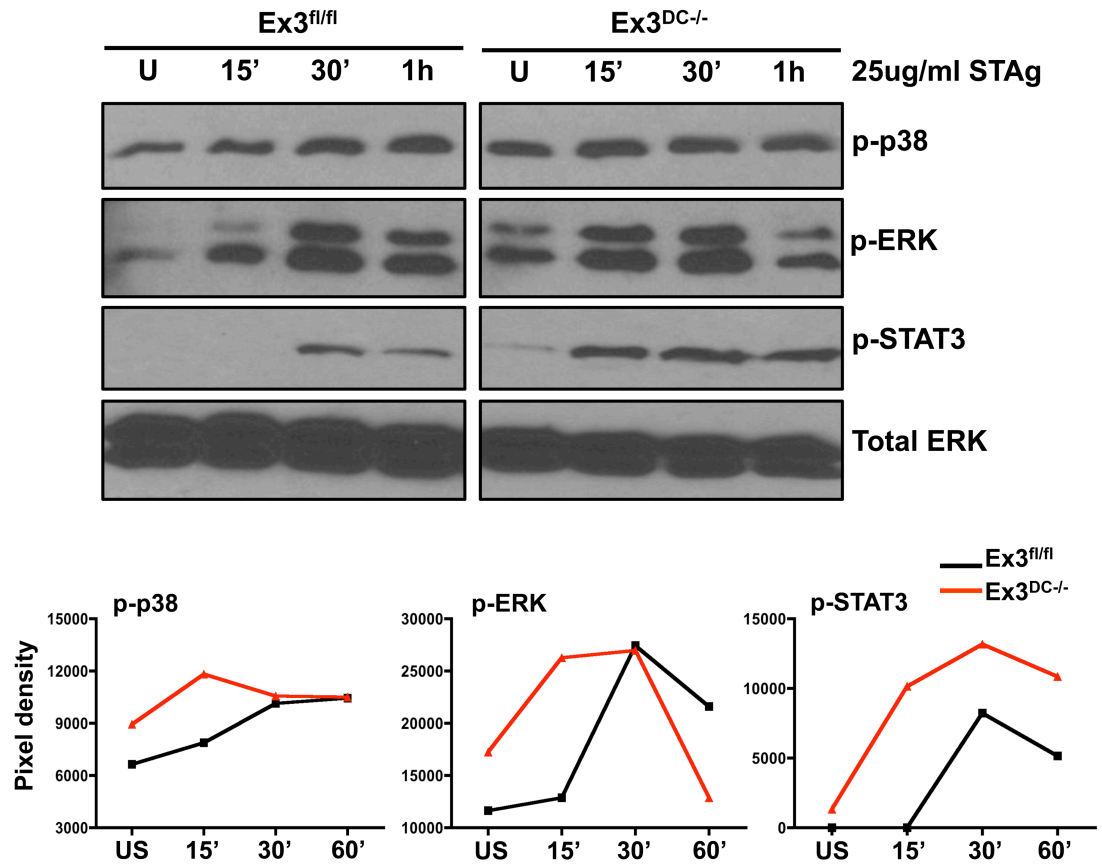 Ex3fl/fl Ex3DC-/-
U 15’ 30’ 1h U 15’ 30’ 1h 25ug/ml STAg
p-p38
p-ERK
p-STAT3
Total ERK
Ex3fl/fl
Ex3DC-/-
p-p38
15000
12000
9000
6000
3000
Pixel density
US 15’ 30’ 60’
p-ERK
30000
25000
20000
15000
10000
US 15’ 30’ 60’
p-STAT3
15000
10000
5000
0
US 15’ 30’ 60’